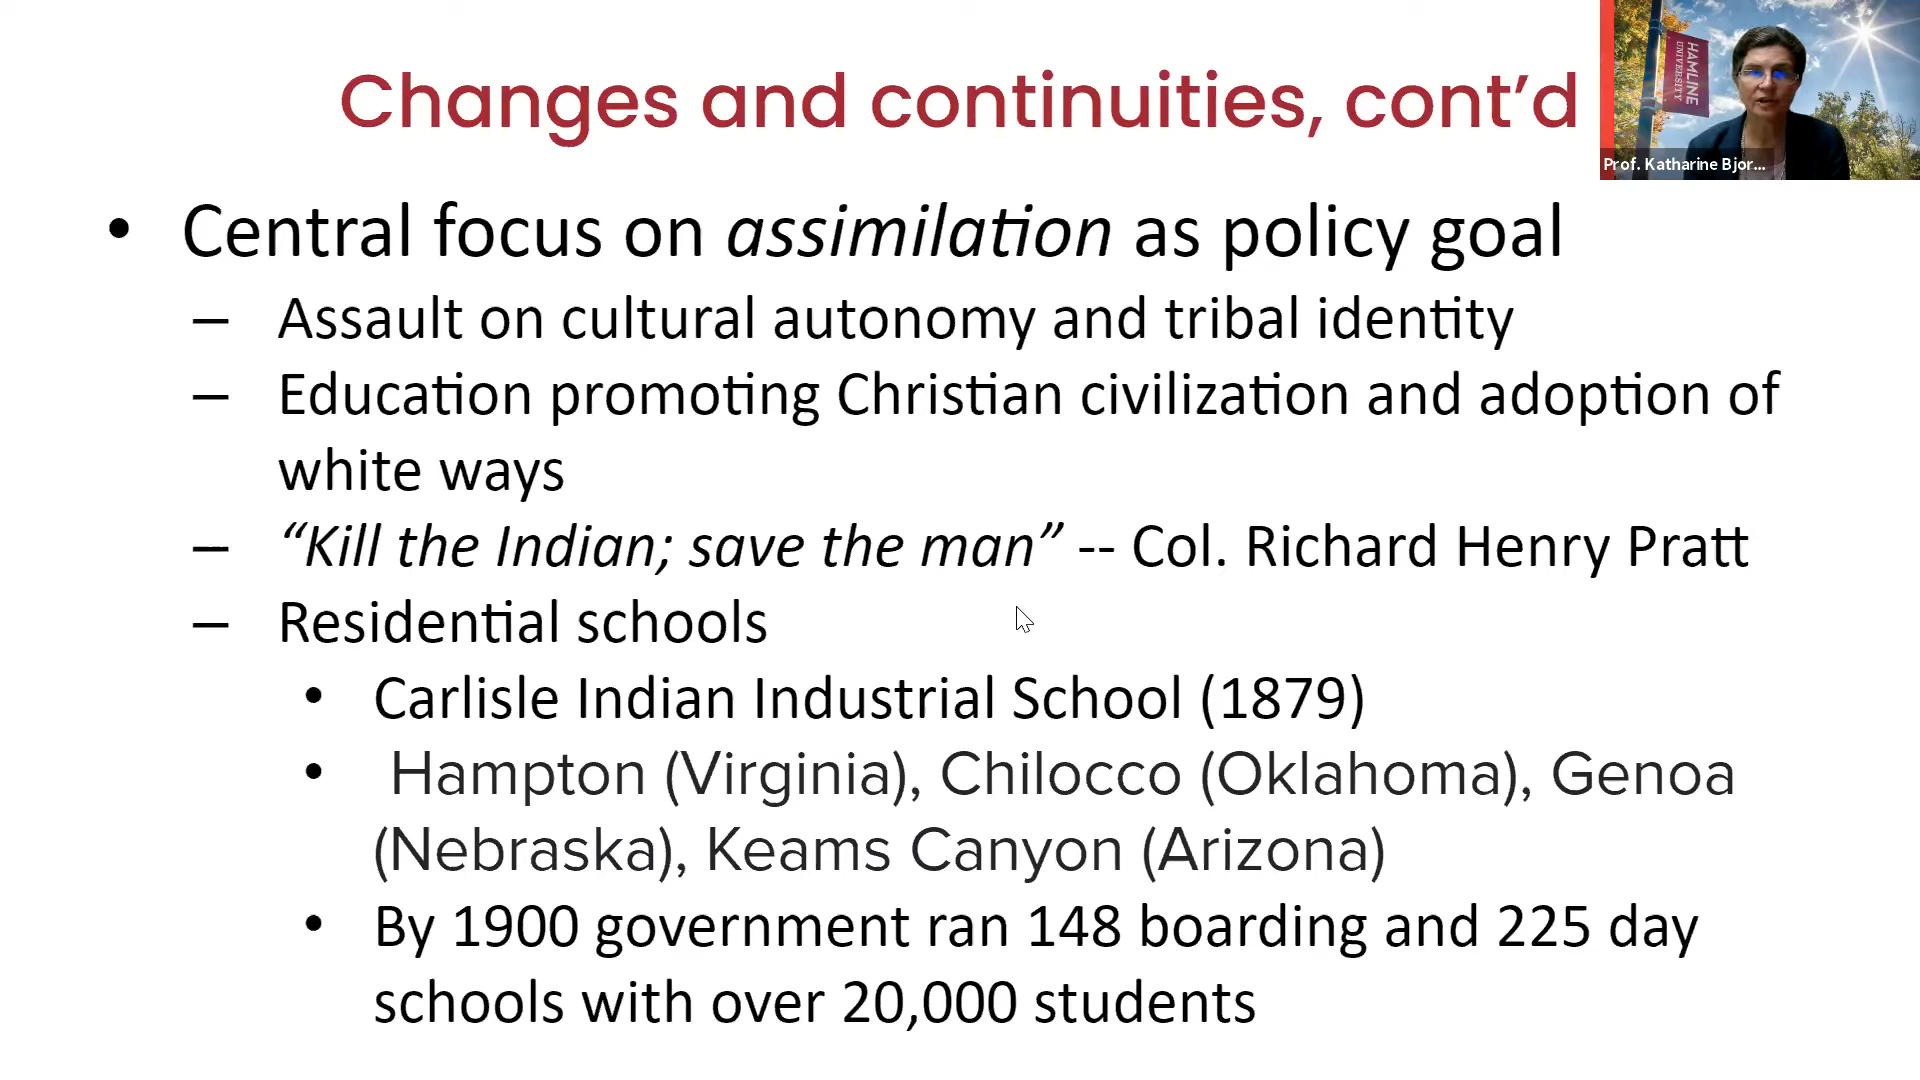 Changes and continuities, cont’d
HAMLINE
UNIVERSITY
Prof. Katharine Bjor...
• Central focus on assimilation as policy goal
– Assault on cultural autonomy and tribal identity
– Education promoting Christian civilization and adoption of
white ways
– “Kill the Indian; save the man” -- Col. Richard Henry Pratt
– Residential schools
• Carlisle Indian Industrial School (1879)
• Hampton (Virginia), Chilocco (Oklahoma), Genoa
(Nebraska), Keams Canyon (Arizona)
• By 1900 government ran 148 boarding and 225 day
schools with over 20,000 students